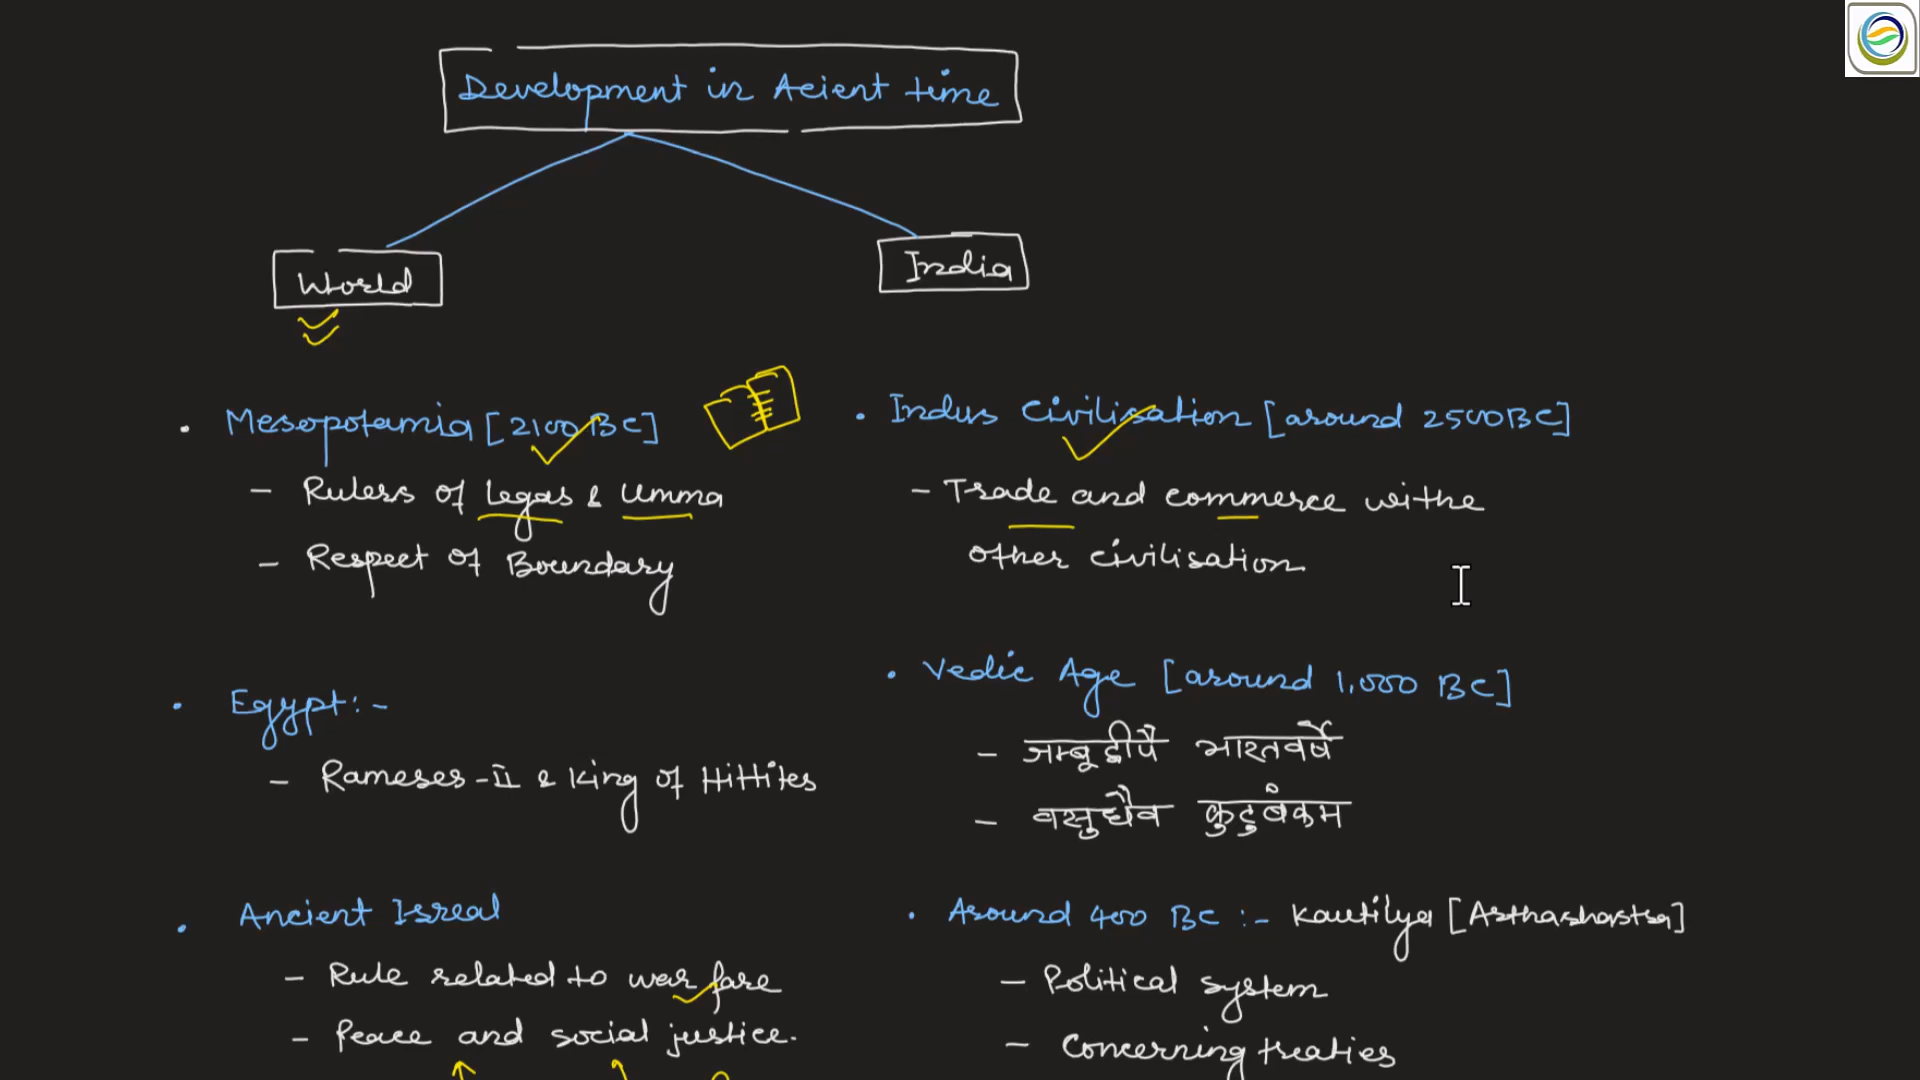 Development in Acient time
World
India
• Mesopotamia [2100 BC]
- Rulers of Legas & Umma
- Respect of Boundary
• Egypt:-
- Rameses-II & King of Hittites
• Ancient Isreal
- Rule related to war fare
- Peace and social justice.
• Indus Civilisation [around 2500BC]
- Trade and commerce withe
other civilisation
• Vedic Age [around 1,000 BC]
- जम्बूद्वीपे भारतवर्षे
- वसुधैव कुटुबंकम
• Around 400 BC :- Kautilya [Arthashastra]
- Political system
- Concerning treaties